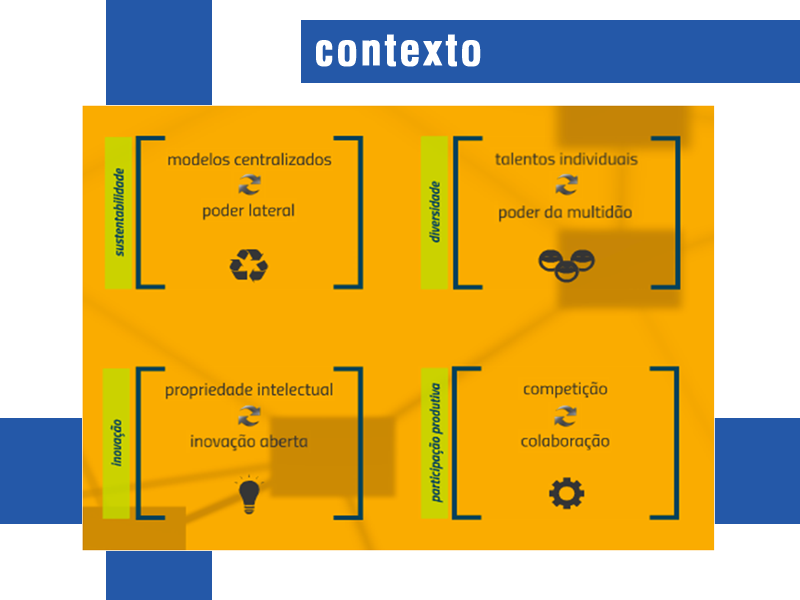 contexto
sustentabilidade
modelos centralizados
poder lateral
diversidade
talentos individuais
poder da multidão
inovação
propriedade intelectual
inovação aberta
participação produtiva
competição
colaboração